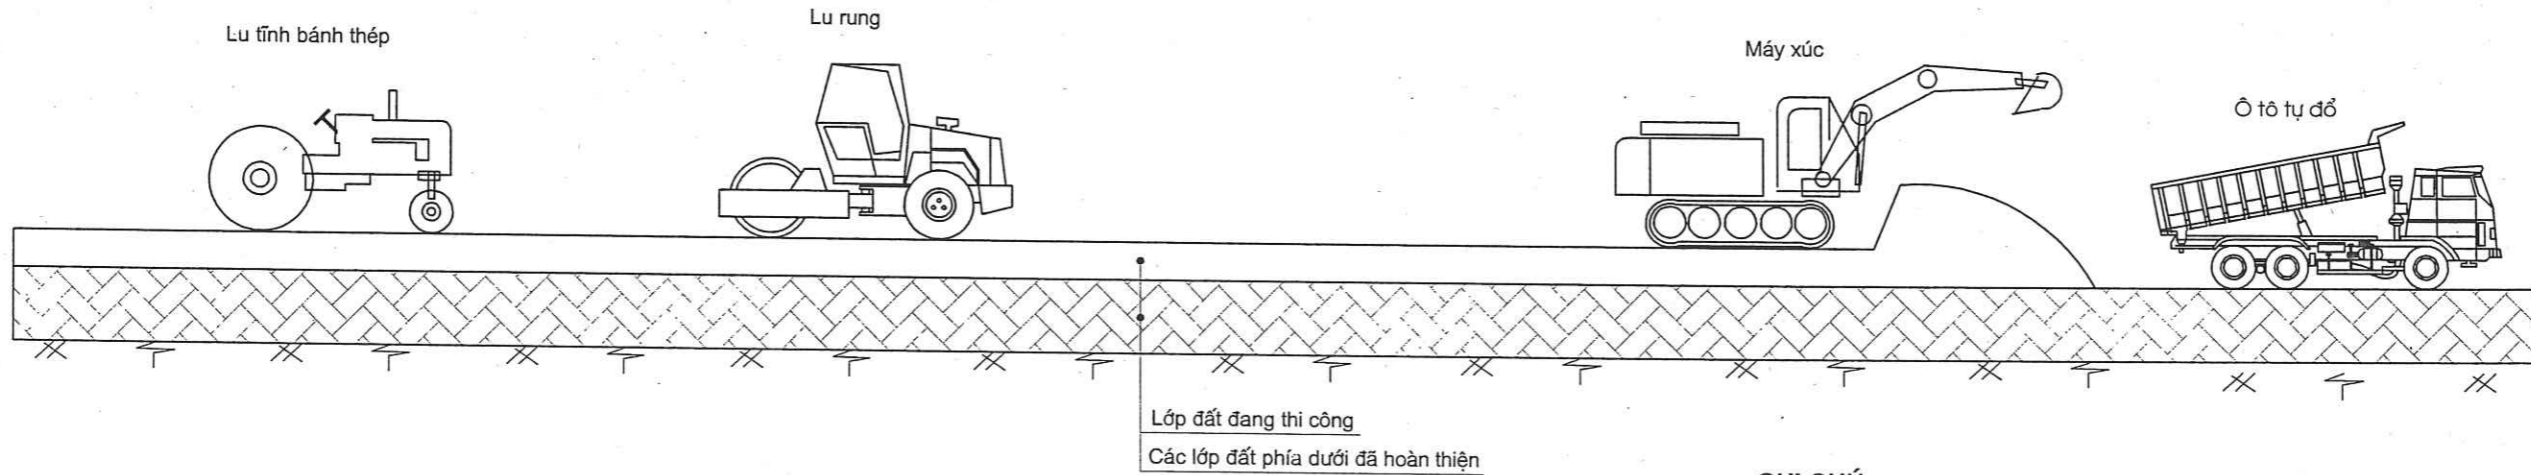 Lu tĩnh bánh thép
Lu rung
Máy xúc
Ô tô tự đổ
Lớp đất đang thi công
Các lớp đất phía dưới đã hoàn thiện